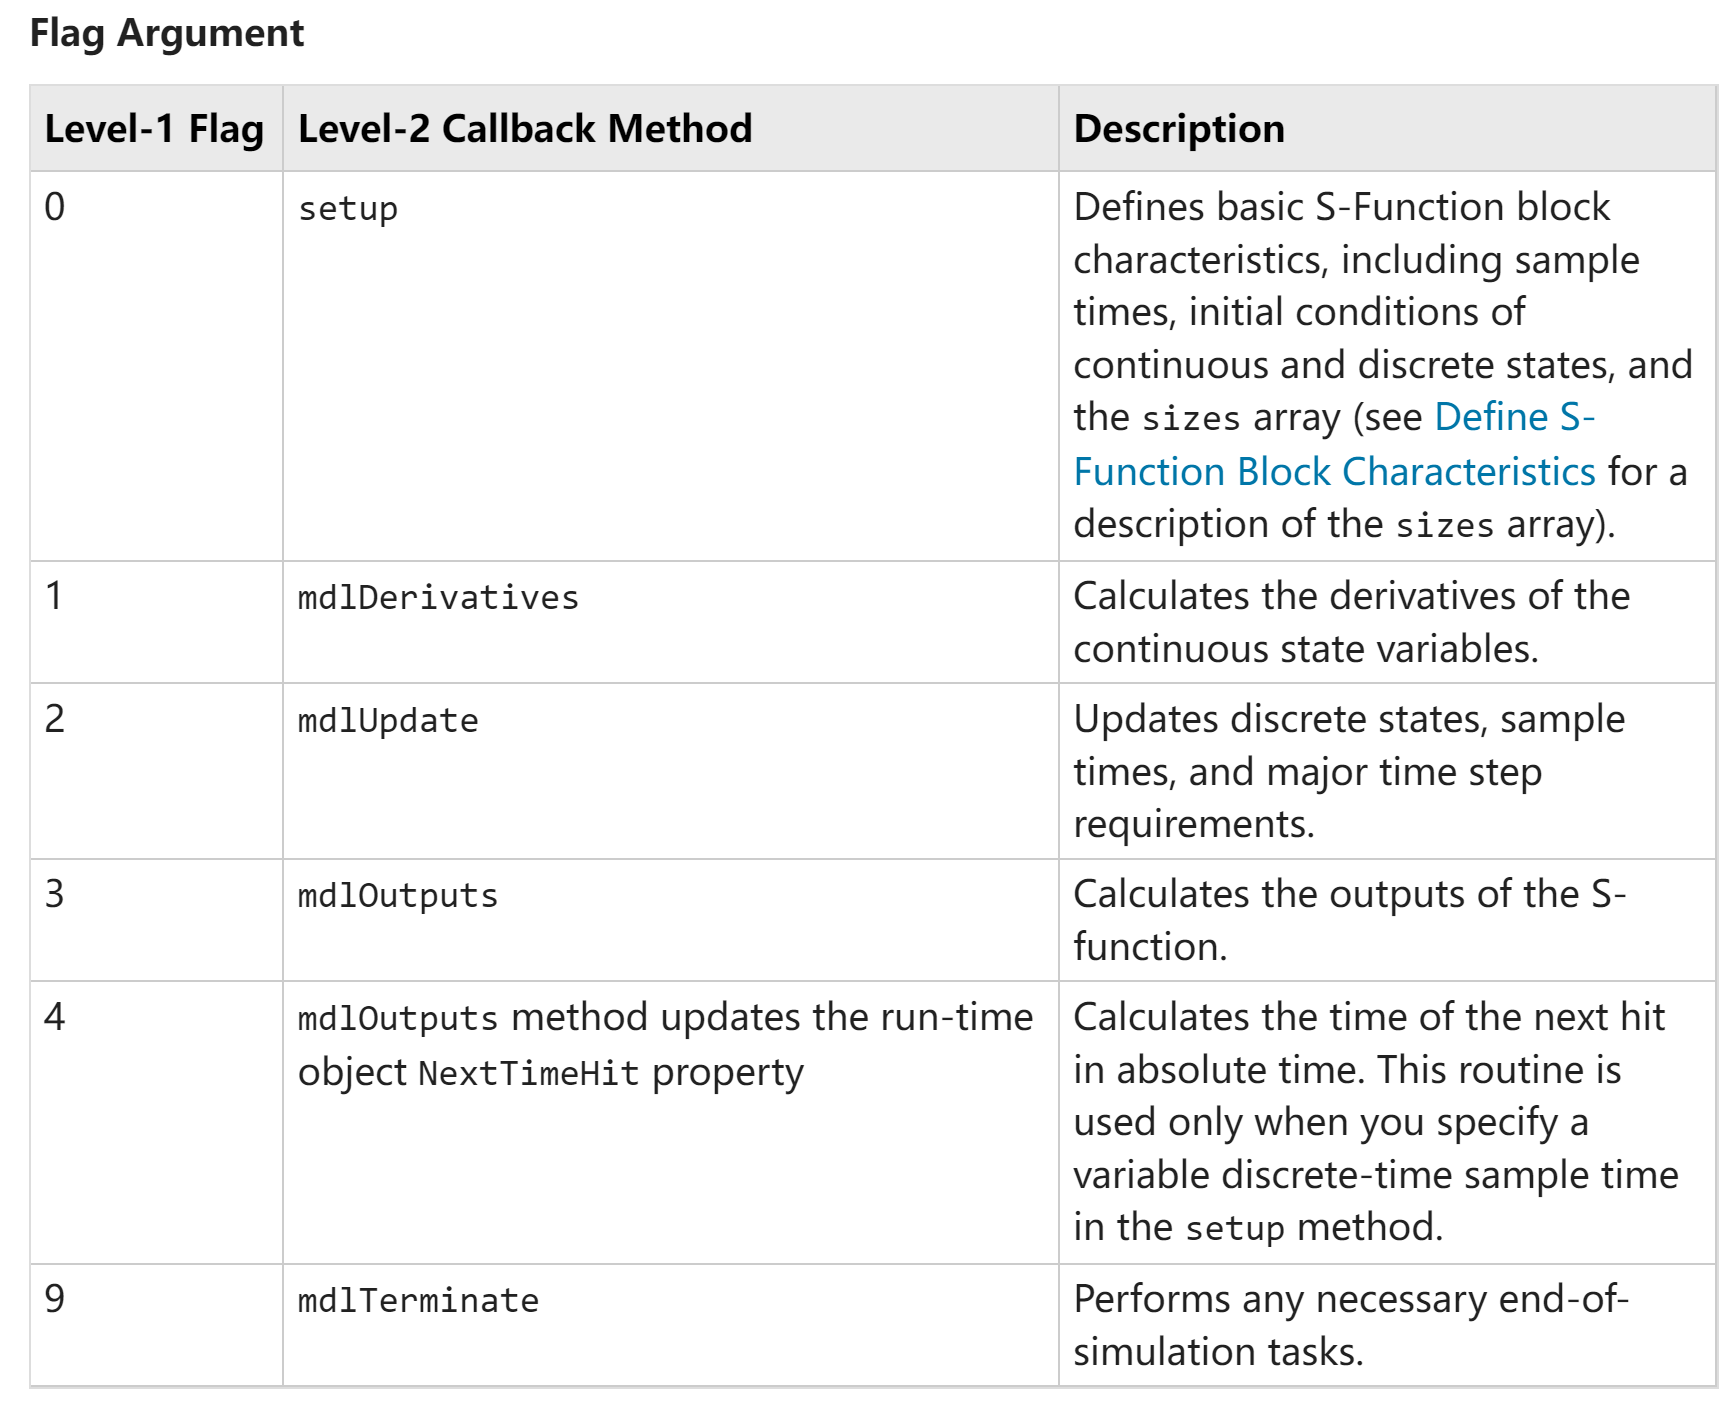 Flag Argument
Level-1 Flag Level-2 Callback Method Description
0 setup Defines basic S-Function block
characteristics, including sample
times, initial conditions of
continuous and discrete states, and
the sizes array (see Define S-
Function Block Characteristics for a
description of the sizes array).
1 mdlDerivatives Calculates the derivatives of the
continuous state variables.
2 mdlUpdate Updates discrete states, sample
times, and major time step
requirements.
3 mdlOutputs Calculates the outputs of the S-
function.
4 mdlOutputs method updates the run-time Calculates the time of the next hit
object NextTimeHit property in absolute time. This routine is
used only when you specify a
variable discrete-time sample time
in the setup method.
9 mdlTerminate Performs any necessary end-of-
simulation tasks.